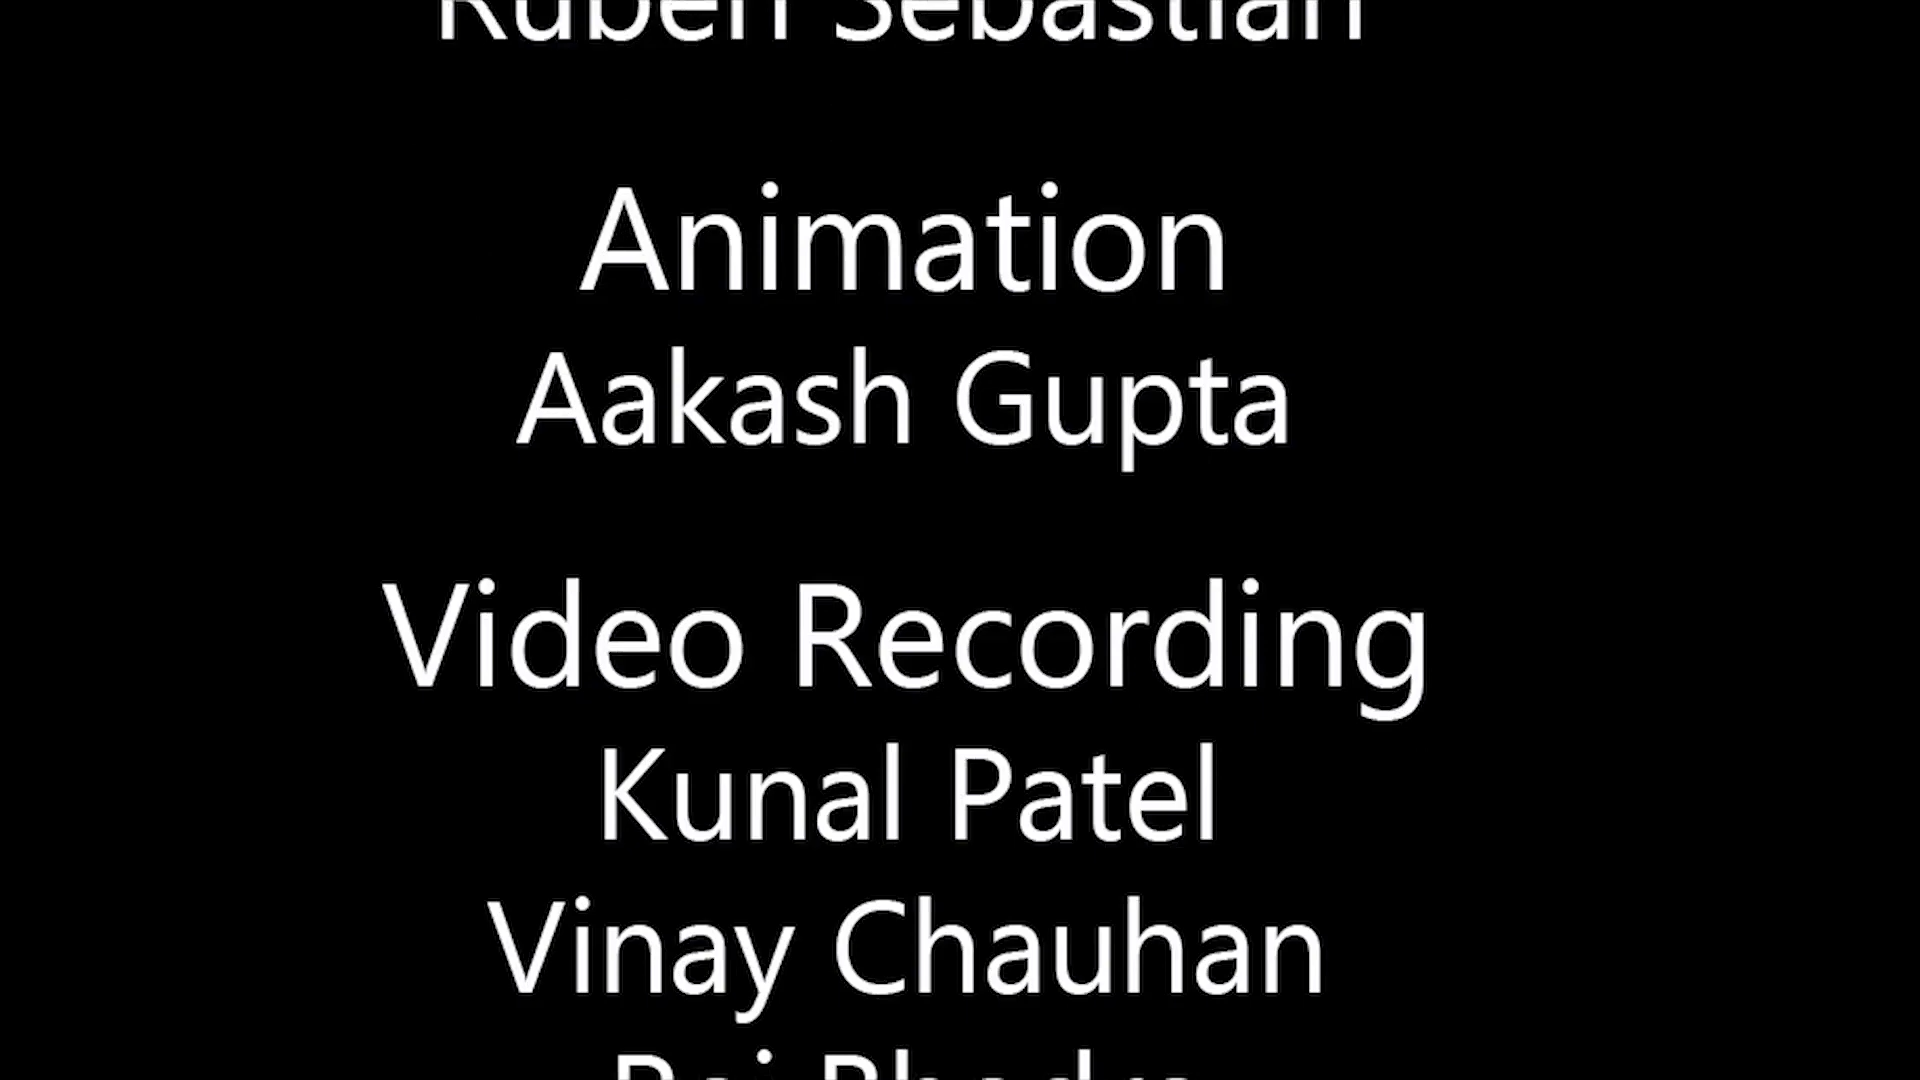 Ruben Sebastian
Animation
Aakash Gupta
Video Recording
Kunal Patel
Vinay Chauhan